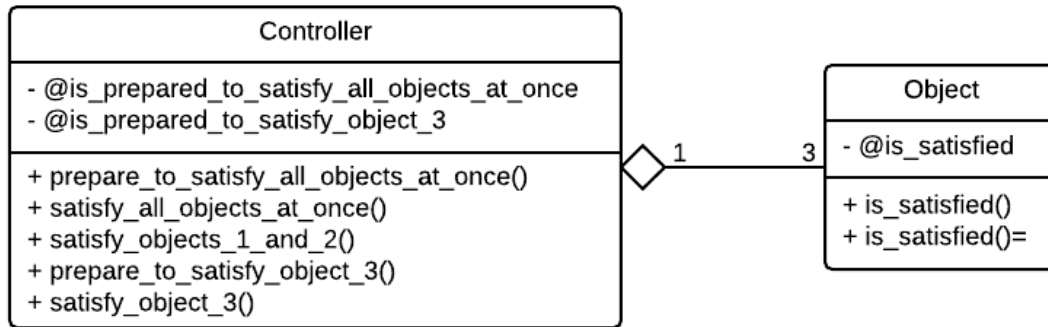 Controller
- @is_prepared_to_satisfy_all_objects_at_once
- @is_prepared_to_satisfy_object_3
+ prepare_to_satisfy_all_objects_at_once()
+ satisfy_all_objects_at_once()
+ satisfy_objects_1_and_2()
+ prepare_to_satisfy_object_3()
+ satisfy_object_3()
1
3
Object
- @is_satisfied
+ is_satisfied()
+ is_satisfied()=